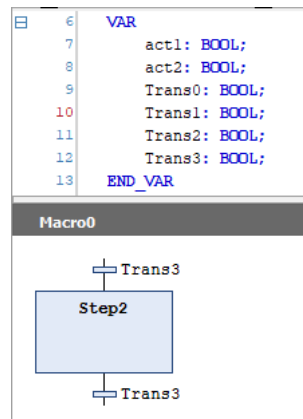 6 VAR
7 act1: BOOL;
8 act2: BOOL;
9 Trans0: BOOL;
10 Trans1: BOOL;
11 Trans2: BOOL;
12 Trans3: BOOL;
13 END_VAR
Macro0
Trans3
Step2
Trans3